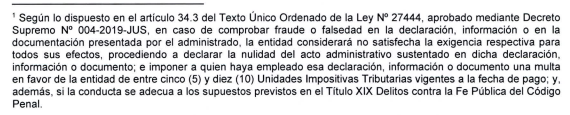 ¹ Según lo dispuesto en el artículo 34.3 del Texto Único Ordenado de la Ley Nº 27444, aprobado mediante Decreto
Supremo Nº 004-2019-JUS, en caso de comprobar fraude o falsedad en la declaración, información o en la
documentación presentada por el administrado, la entidad considerará no satisfecha la exigencia respectiva para
todos sus efectos, procediendo a declarar la nulidad del acto administrativo sustentado en dicha declaración,
información o documento; e imponer a quien haya empleado esa declaración, información o documento una multa
en favor de la entidad de entre cinco (5) y diez (10) Unidades Impositivas Tributarias vigentes a la fecha de pago; y,
además, si la conducta se adecua a los supuestos previstos en el Título XIX Delitos contra la Fe Pública del Código
Penal.